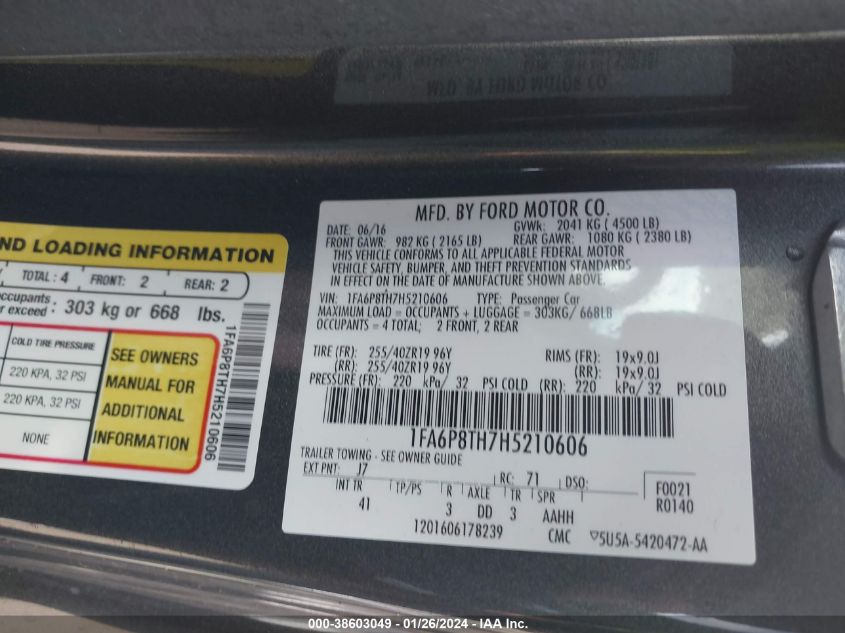 MFD. BY FORD MOTOR CO.
DATE: 06/16 GVWR: 2041 KG ( 4500 LB)
FRONT GAWR: 982 KG ( 2165 LB) REAR GAWR: 1080 KG ( 2380 LB)
THIS VEHICLE CONFORMS TO ALL APPLICABLE FEDERAL MOTOR
VEHICLE SAFETY, BUMPER, AND THEFT PREVENTION STANDARDS
IN EFFECT ON THE DATE OF MANUFACTURE SHOWN ABOVE.
VIN: 1FA6P8TH7H5210606 TYPE: Passenger Car
MAXIMUM LOAD = OCCUPANTS + LUGGAGE = 303KG/ 668LB
OCCUPANTS = 4 TOTAL; 2 FRONT, 2 REAR
TIRE (FR): 255/40ZR19 96Y RIMS (FR): 19x9.0J
(RR): 255/40ZR19 96Y (RR): 19x9.0J
PRESSURE (FR): 220 kPa/ 32 PSI COLD (RR): 220 kPa/ 32 PSI COLD
1FA6P8TH7H5210606
TRAILER TOWING - SEE OWNER GUIDE
EXT PNT: J7 RC: 71 DSO: F0021
INT TR TP/PS R AXLE TR SPR R0140
41 3 DD 3 AAHH
1201606178239 CMC 5U5A-5420472-AA
ND LOADING INFORMATION
TOTAL : 4 FRONT: 2 REAR: 2
occupants
r exceed : 303 kg or 668 lbs.
COLD TIRE PRESSURE
220 KPA, 32 PSI
220 KPA, 32 PSI
NONE
SEE OWNERS
MANUAL FOR
ADDITIONAL
INFORMATION
1FA6P8TH7H5210606
000-38603049 - 01/26/2024 - IAA Inc.